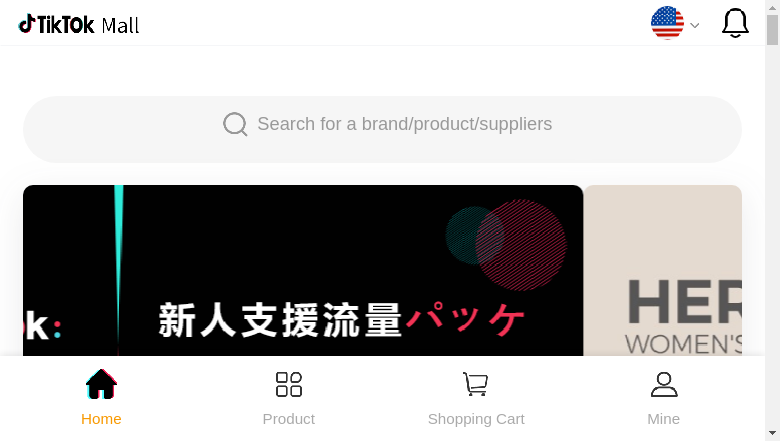 TikTok Mall
Search for a brand/product/suppliers
k:
新人支援流量パッケ
HER
WOMEN'S
Home
Product
Shopping Cart
Mine